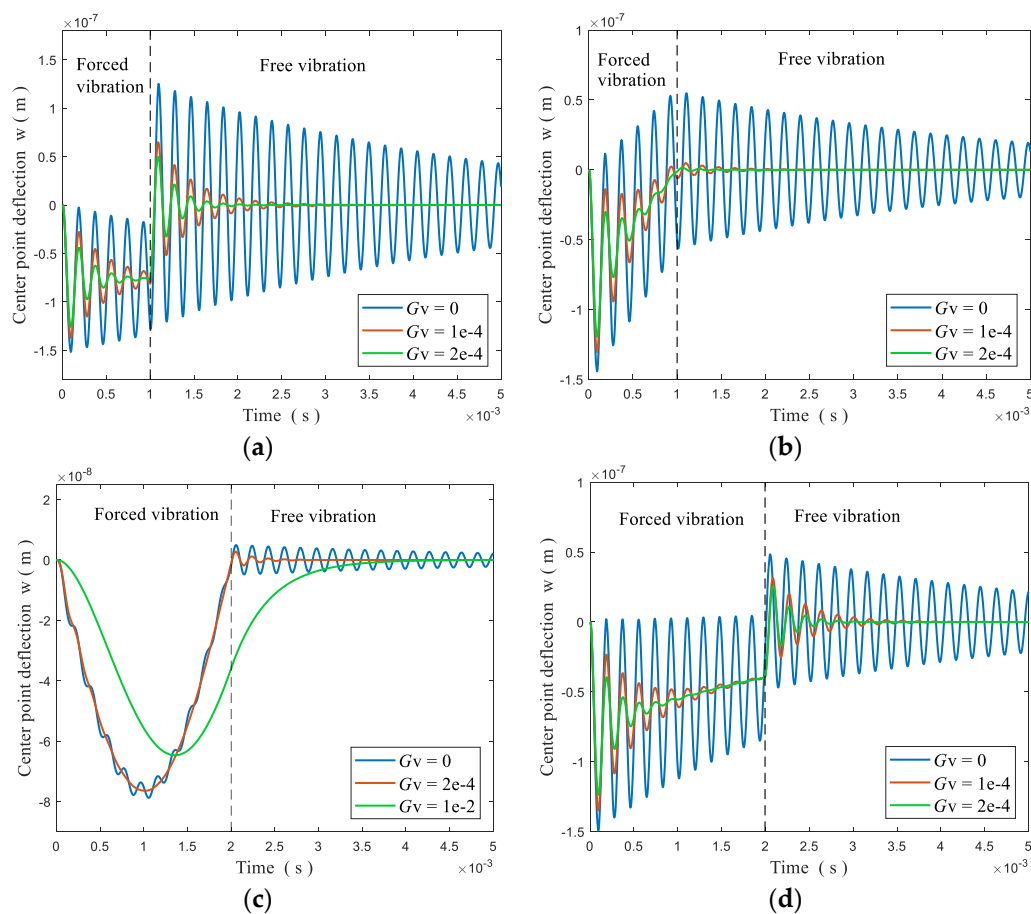 ×10⁻⁷
1.5
1
0.5
0
-0.5
-1
-1.5
Center point deflection w ( m )
Forced
vibration
Free vibration
Gv = 0
Gv = 1e-4
Gv = 2e-4
0 0.5 1 1.5 2 2.5 3 3.5 4 4.5 5
Time ( s )
×10⁻³
(a)
×10⁻⁷
1
0.5
0
-0.5
-1
-1.5
Center point deflection w ( m )
Forced
vibration
Free vibration
Gv = 0
Gv = 1e-4
Gv = 2e-4
0 0.5 1 1.5 2 2.5 3 3.5 4 4.5 5
Time ( s )
×10⁻³
(b)
×10⁻⁸
2
0
-2
-4
-6
-8
Center point deflection w ( m )
Forced vibration
Free vibration
Gv = 0
Gv = 2e-4
Gv = 1e-2
0 0.5 1 1.5 2 2.5 3 3.5 4 4.5 5
Time ( s )
×10⁻³
(c)
×10⁻⁷
1
0.5
0
-0.5
-1
-1.5
Center point deflection w ( m )
Forced vibration
Free vibration
Gv = 0
Gv = 1e-4
Gv = 2e-4
0 0.5 1 1.5 2 2.5 3 3.5 4 4.5 5
Time ( s )
×10⁻³
(d)